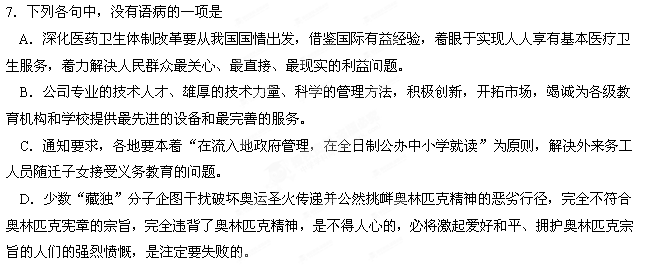 7．下列各句中，没有语病的一项是
A．深化医药卫生体制改革要从我国国情出发，借鉴国际有益经验，着眼于实现人人享有基本医疗卫
生服务，着力解决人民群众最关心、最直接、最现实的利益问题。
B．公司专业的技术人才、雄厚的技术力量、科学的管理方法，积极创新，开拓市场，竭诚为各级教
育机构和学校提供最先进的设备和最完善的服务。
C．通知要求，各地要本着“在流入地政府管理，在全日制公办中小学就读”为原则，解决外来务工
人员随迁子女接受义务教育的问题。
D．少数“藏独”分子企图干扰破坏奥运圣火传递并公然挑衅奥林匹克精神的恶劣行径，完全不符合
奥林匹克宪章的宗旨，完全违背了奥林匹克精神，是不得人心的，必将激起爱好和平、拥护奥林匹克宗
旨的人们的强烈愤慨，是注定要失败的。